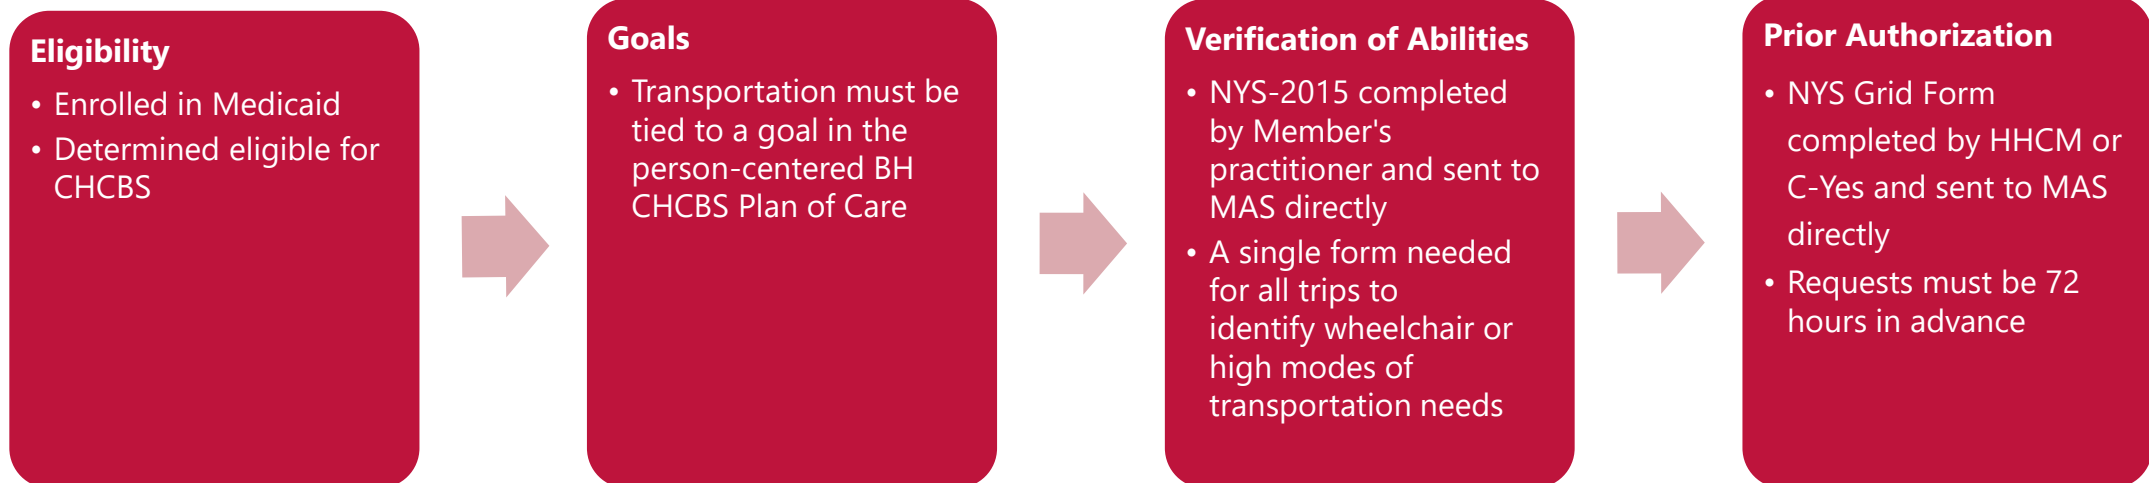 Eligibility
• Enrolled in Medicaid
• Determined eligible for
CHCBS
Goals
• Transportation must be
tied to a goal in the
person-centered BH
CHCBS Plan of Care
Verification of Abilities
• NYS-2015 completed
by Member's
practitioner and sent to
MAS directly
• A single form needed
for all trips to
identify wheelchair or
high modes of
transportation needs
Prior Authorization
• NYS Grid Form
completed by HHCM or
C-Yes and sent to MAS
directly
• Requests must be 72
hours in advance